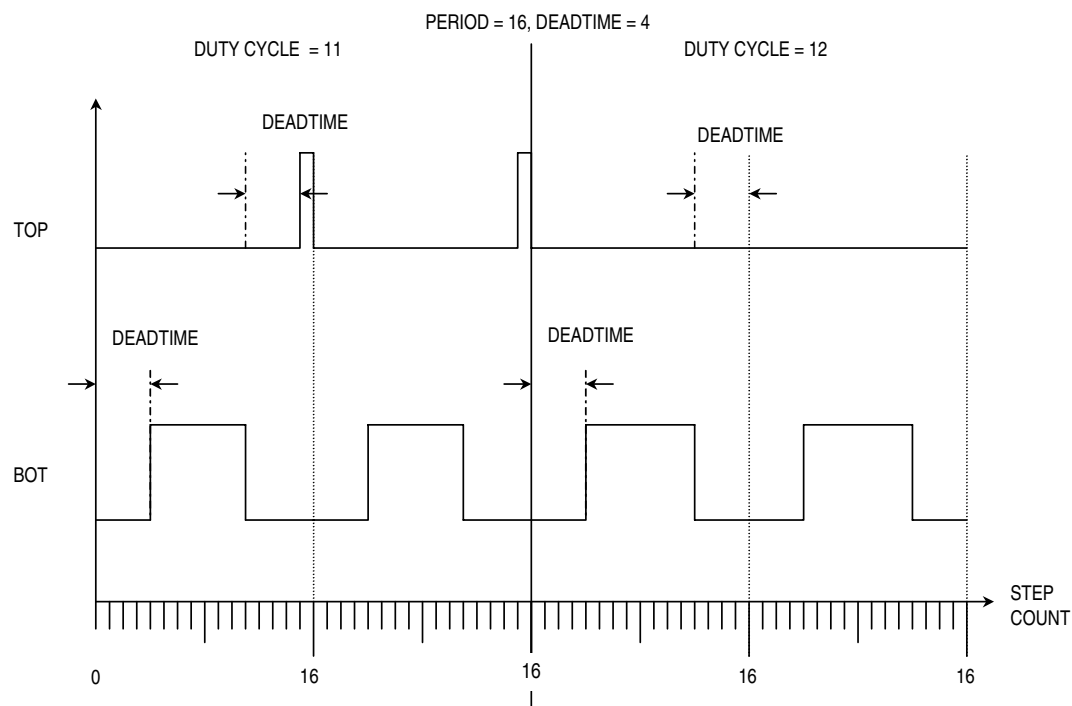 PERIOD = 16, DEADTIME = 4
DUTY CYCLE = 11
DUTY CYCLE = 12
DEADTIME
DEADTIME
TOP
DEADTIME
DEADTIME
BOT
STEP
COUNT
0
16
16
16
16